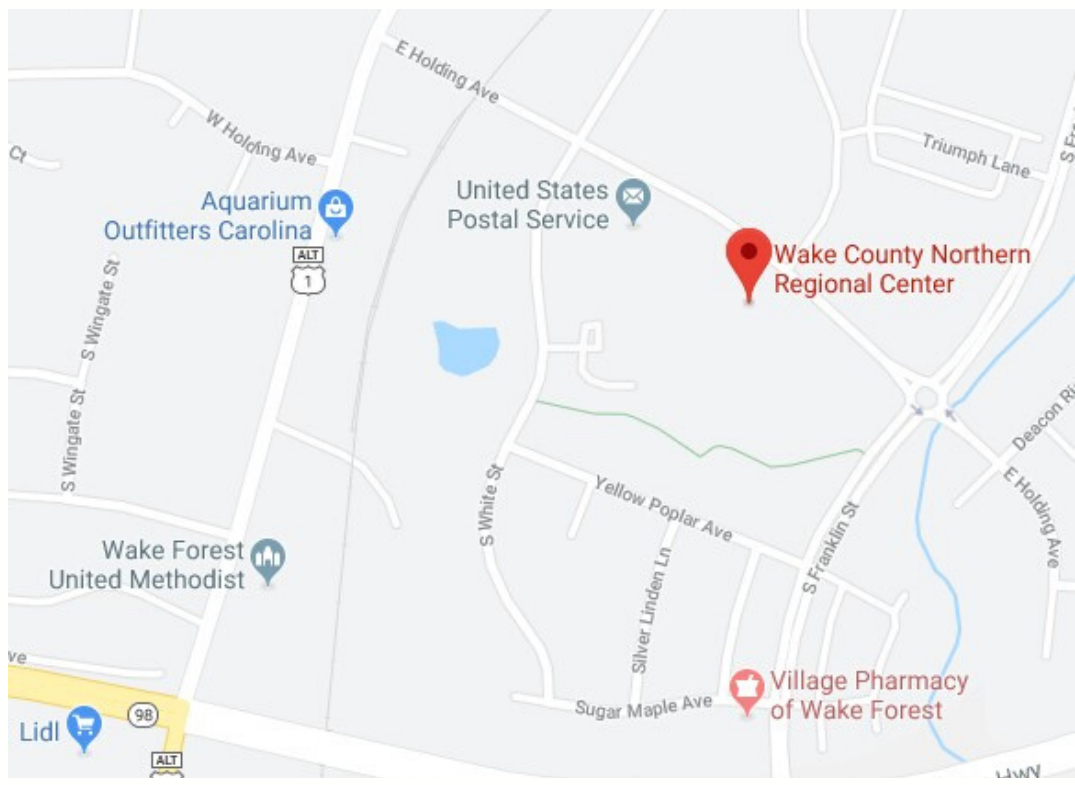 E Holding Ave
W Holding Ave
Ct
Triumph Lane
Aquarium
Outfitters Carolina
United States
Postal Service
ALT
1
Wake County Northern
Regional Center
S Wingate St
S Wingate St
S White St
Yellow Poplar Ave
Deacon
E Holding Ave
S Franklin St
Silver Linden Ln
Wake Forest
United Methodist
ve
Sugar Maple Ave
Village Pharmacy
of Wake Forest
98
Lidl
ALT
Hwy